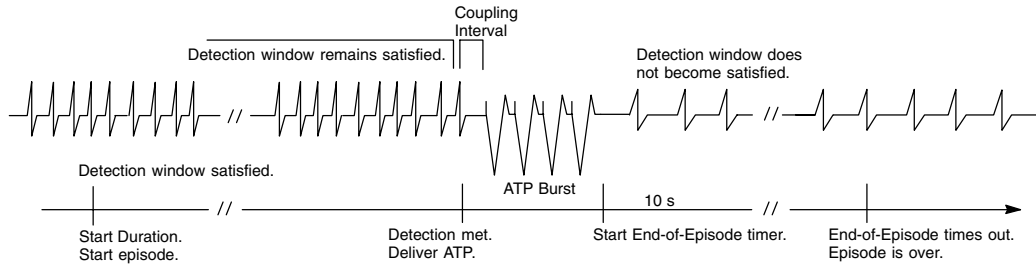 Coupling
Interval
Detection window remains satisfied.
Detection window does
not become satisfied.
//
//
Detection window satisfied.
ATP Burst
10 s
//
//
Start Duration.
Start episode.
Detection met.
Deliver ATP.
Start End-of-Episode timer.
End-of-Episode times out.
Episode is over.